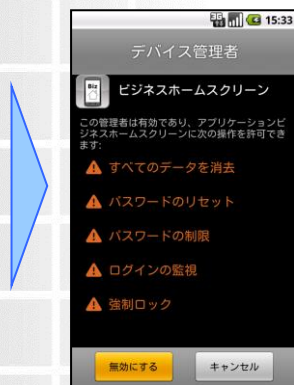 3G 15:33
デバイス管理者
Biz
ビジネスホームスクリーン
この管理者は有効であり、アプリケーションビ
ジネスホームスクリーンに次の操作を許可でき
ます:
すべてのデータを消去
パスワードのリセット
パスワードの制限
ログインの監視
強制ロック
無効にする キャンセル